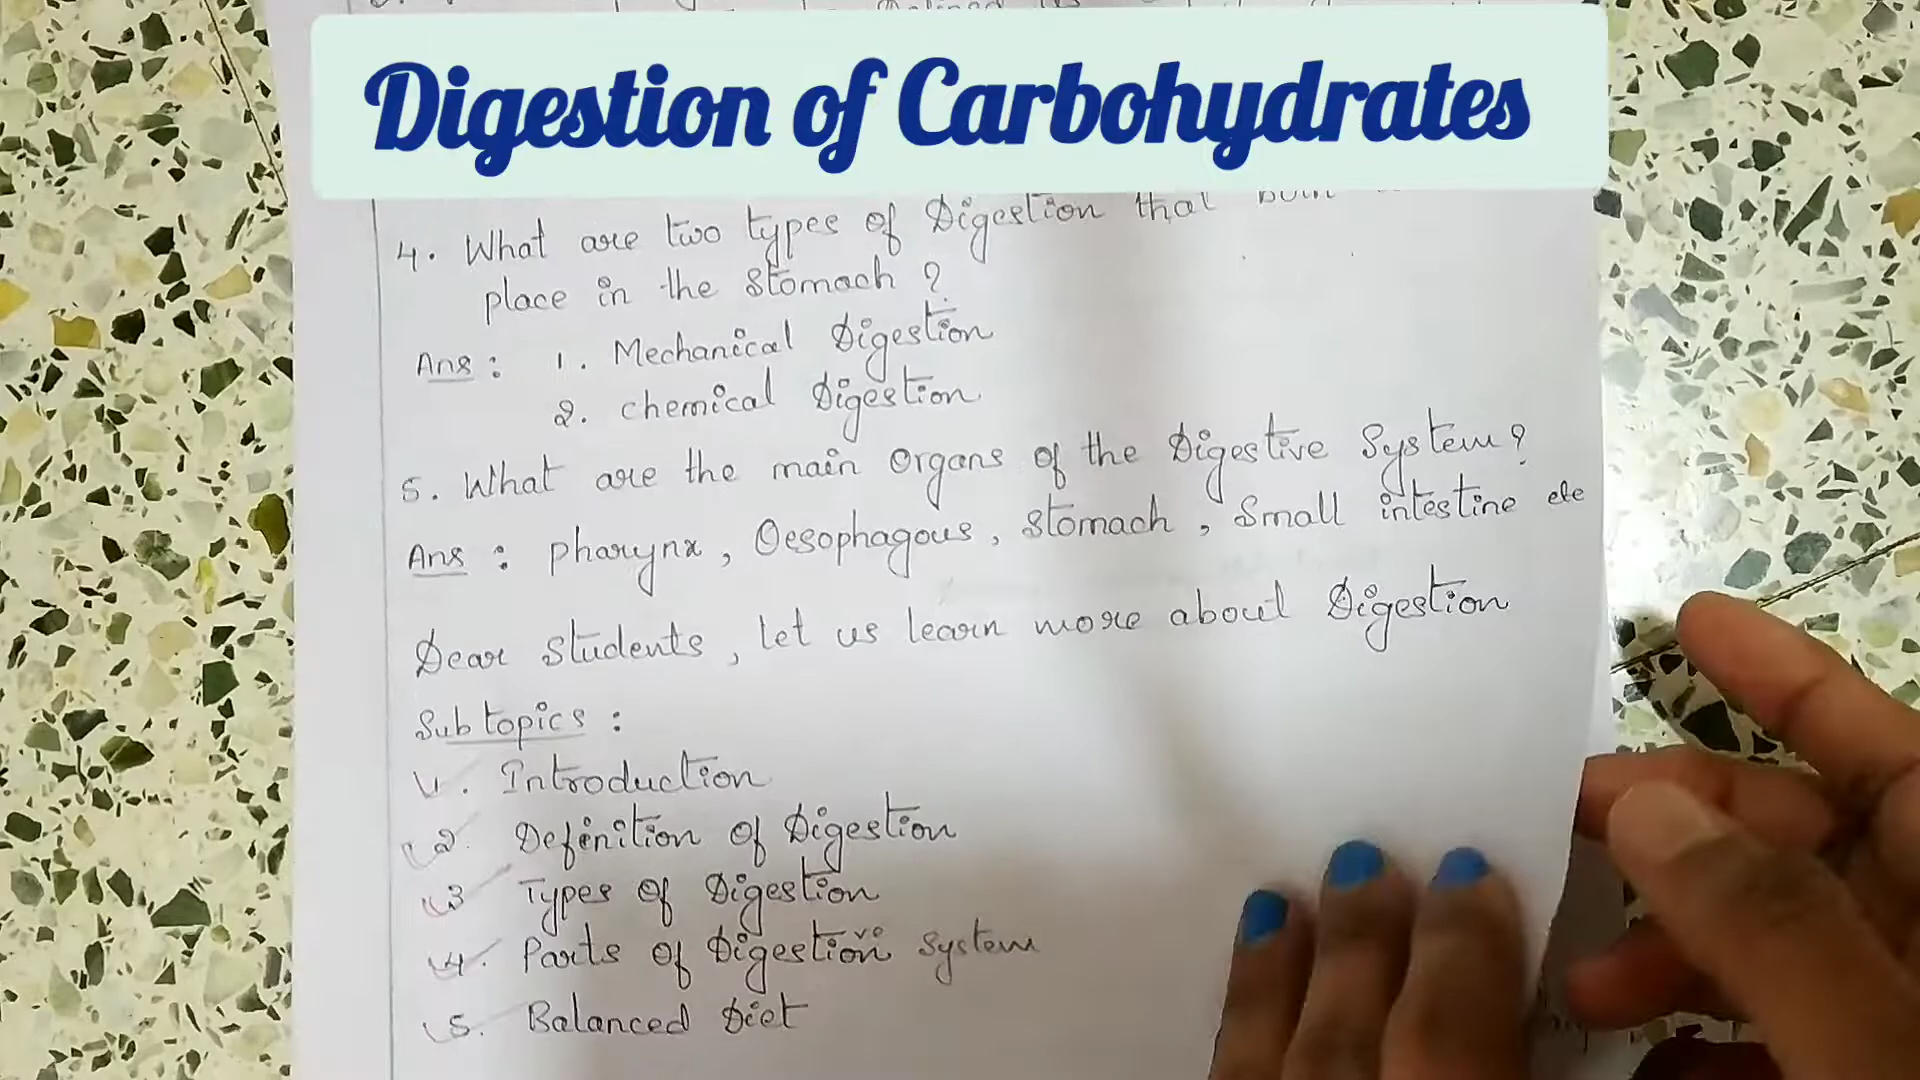 Digestion of Carbohydrates
4. What are two types of Digestion that
place in the stomach ?
Ans : 1. Mechanical Digestion
2. chemical Digestion
5. What are the main organs of the Digestive System ?
Ans : pharynx, Oesophagous, stomach, Small intestine etc
Dear students, let us learn more about Digestion
Sub topics :
1. Introduction
2. Definition of Digestion
3 Types of Digestion
4. Parts of Digestive system
5. Balanced Diet